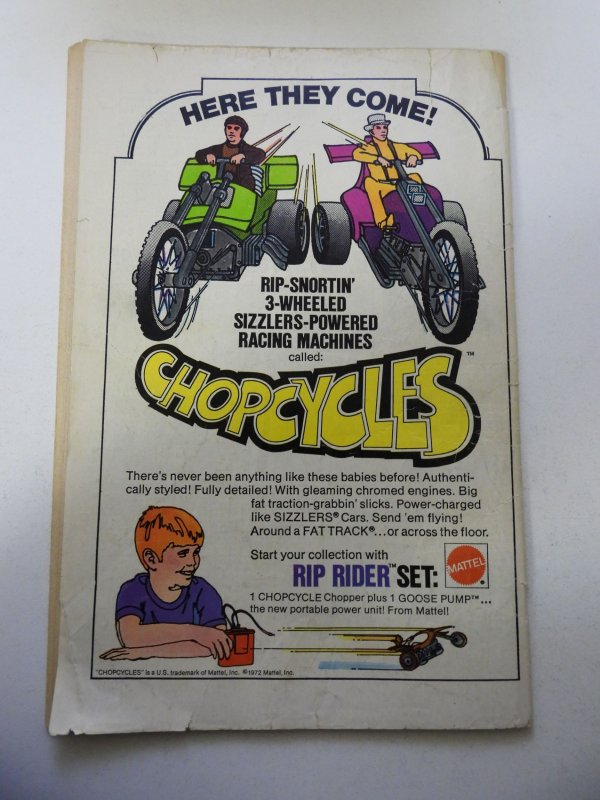 HERE THEY COME!
RIP-SNORTIN'
3-WHEELED
SIZZLERS-POWERED
RACING MACHINES
called:
CHOPCYCLES™
There's never been anything like these babies before! Authenti-
cally styled! Fully detailed! With gleaming chromed engines. Big
fat traction-grabbin' slicks. Power-charged
like SIZZLERS® Cars. Send 'em flying!
Around a FAT TRACK®...or across the floor.
Start your collection with
RIP RIDER™ SET:
MATTEL®
1 CHOPCYCLE Chopper plus 1 GOOSE PUMP™...
the new portable power unit! From Mattel!
"CHOPCYCLES" is a U.S. trademark of Mattel, Inc. ©1972 Mattel, Inc.